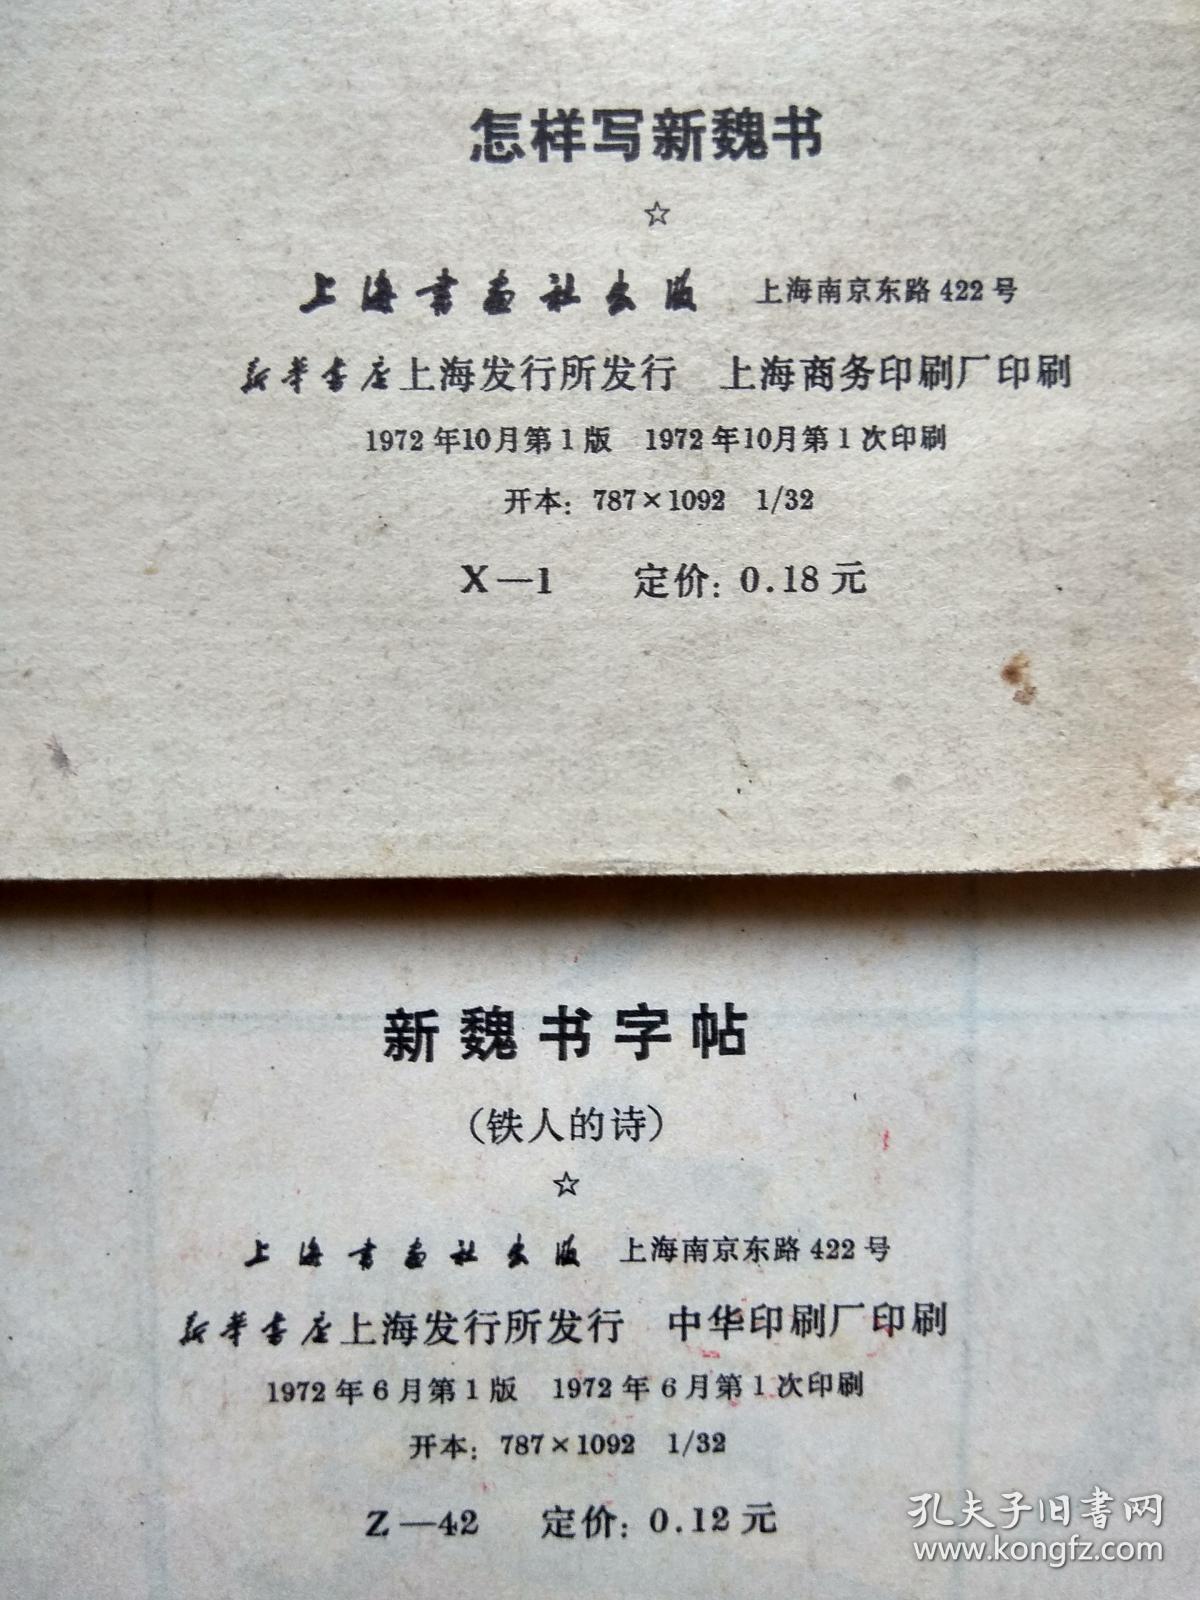 怎样写新魏书
☆
上海书画社出版 上海南京东路422号
新华书店上海发行所发行 上海商务印刷厂印刷
1972年10月第1版 1972年10月第1次印刷
开本：787×1092 1/32
X—1 定价：0.18元
新魏书字帖
（铁人的诗）
☆
上海书画社出版 上海南京东路422号
新华书店上海发行所发行 中华印刷厂印刷
1972年6月第1版 1972年6月第1次印刷
开本：787×1092 1/32
Z—42 定价：0.12元
孔夫子旧書网
www.kongfz.com